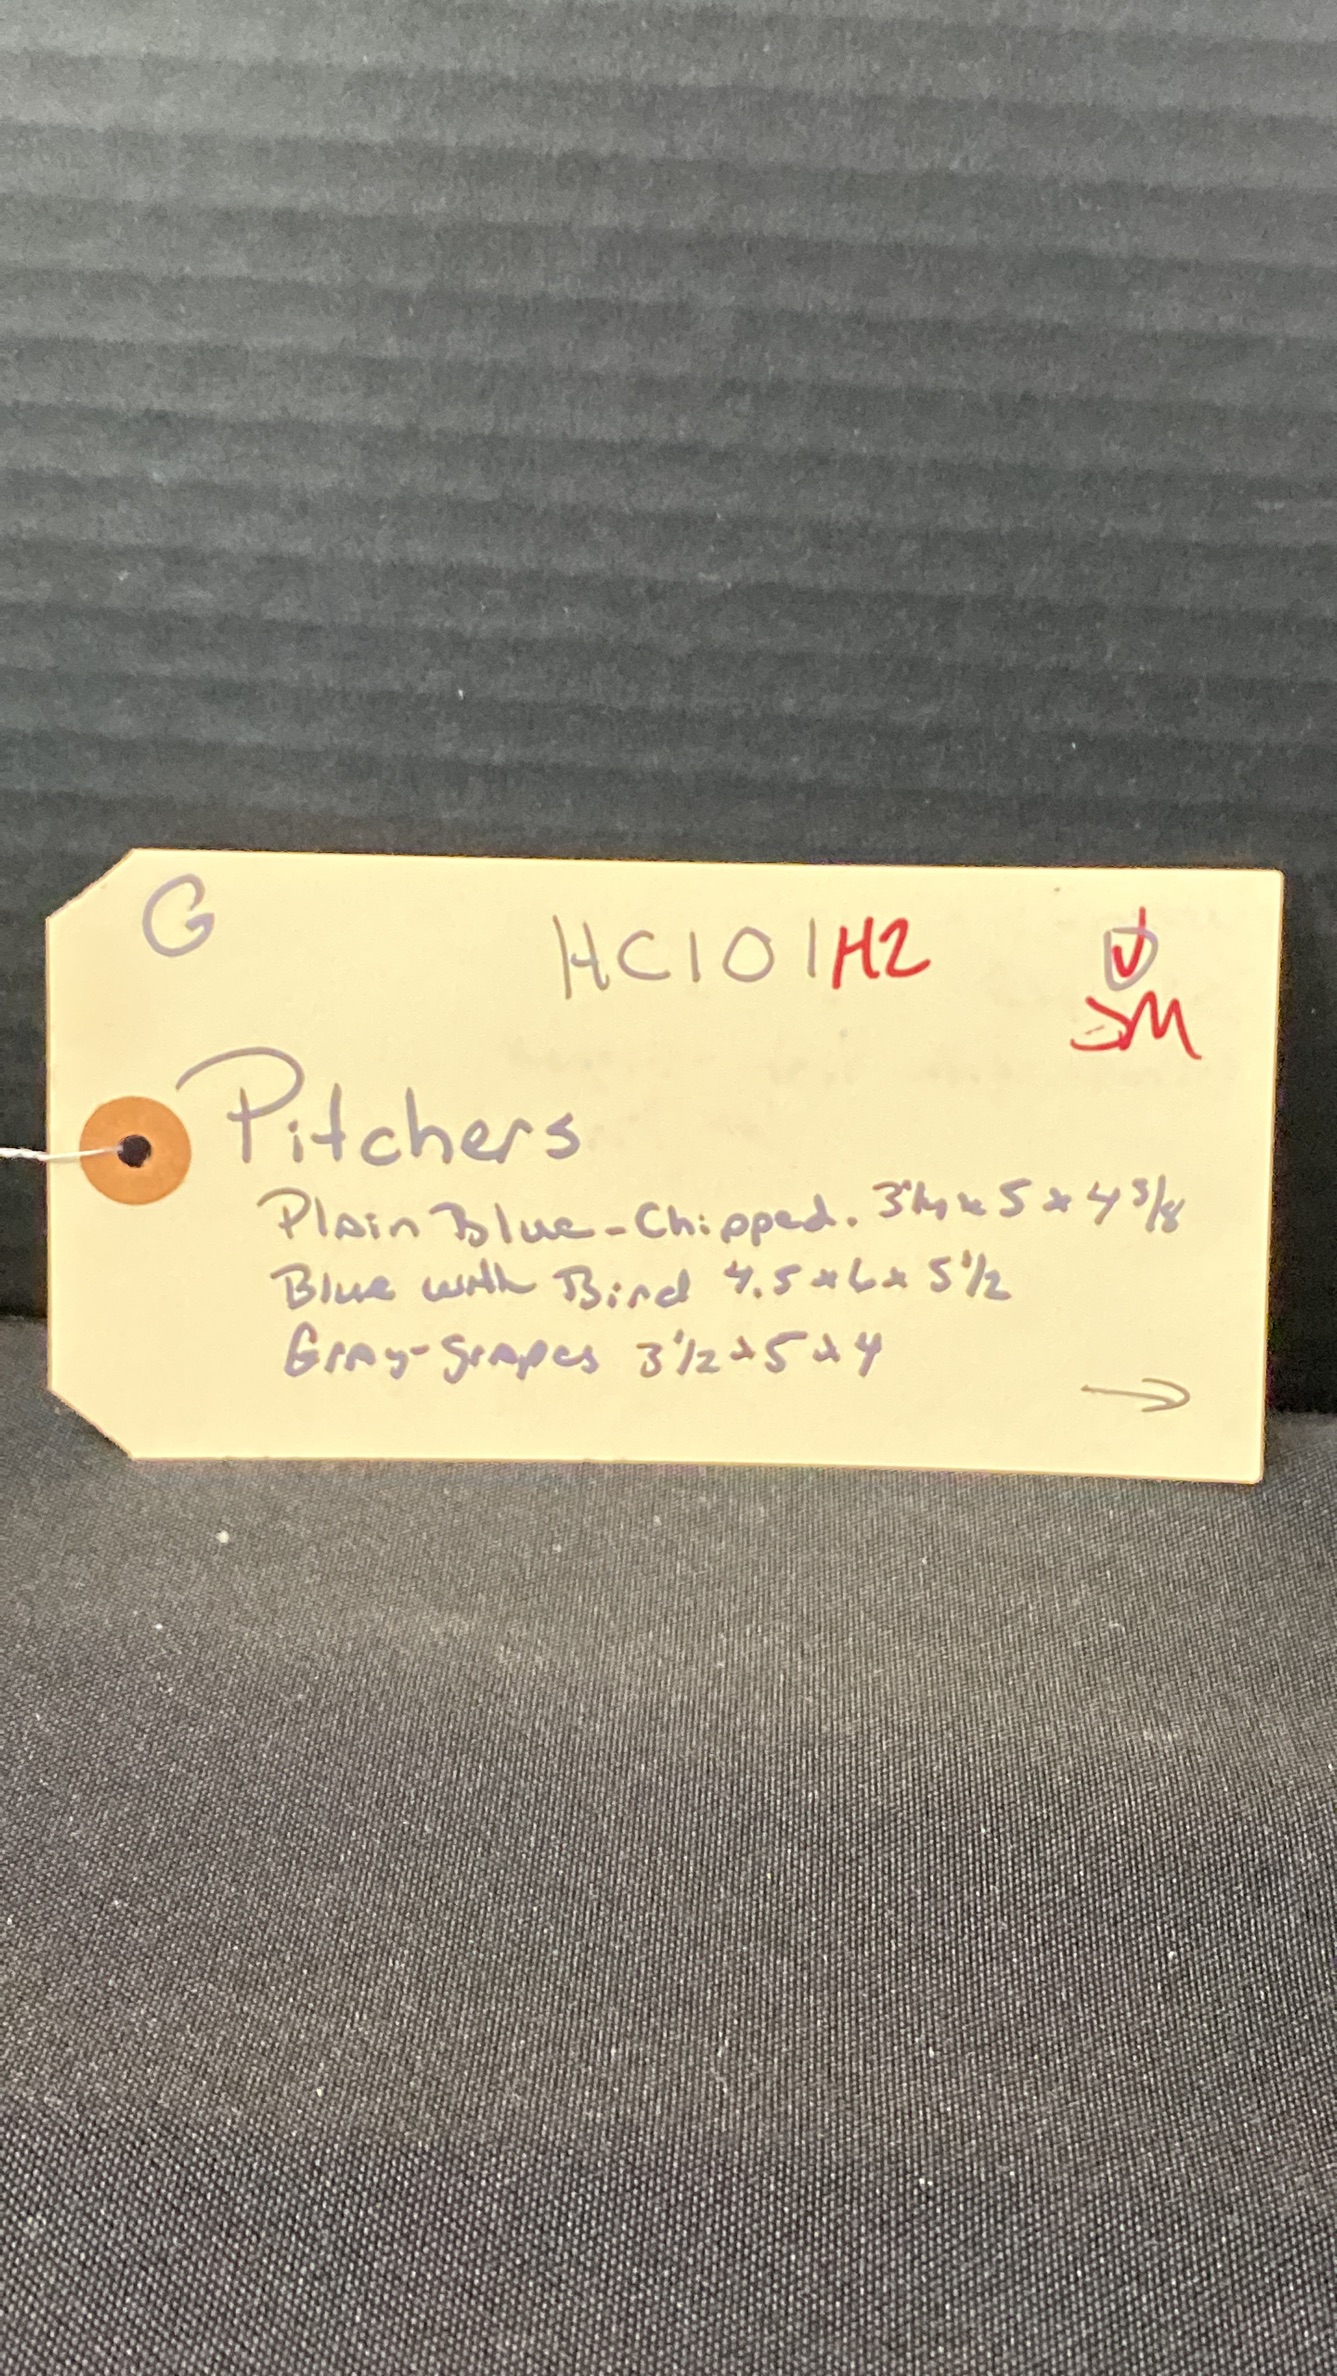 G HC101H2
JM
Pitchers
Plain Blue-Chipped. 3 1/4 x 5 x 4 3/8
Blue with Bird 4.5 x 6 x 5 1/2
Gray-Grapes 3 1/2 x 5 x 4
→